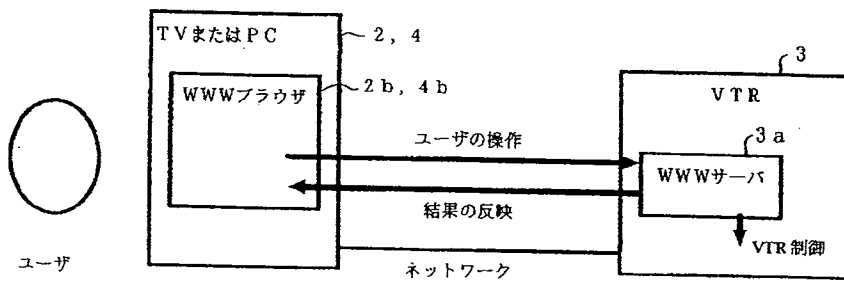 TVまたはPC
2, 4
WWWブラウザ
2b, 4b
3
VTR
ユーザの操作
3a
WWWサーバ
結果の反映
VTR制御
ユーザ
ネットワーク